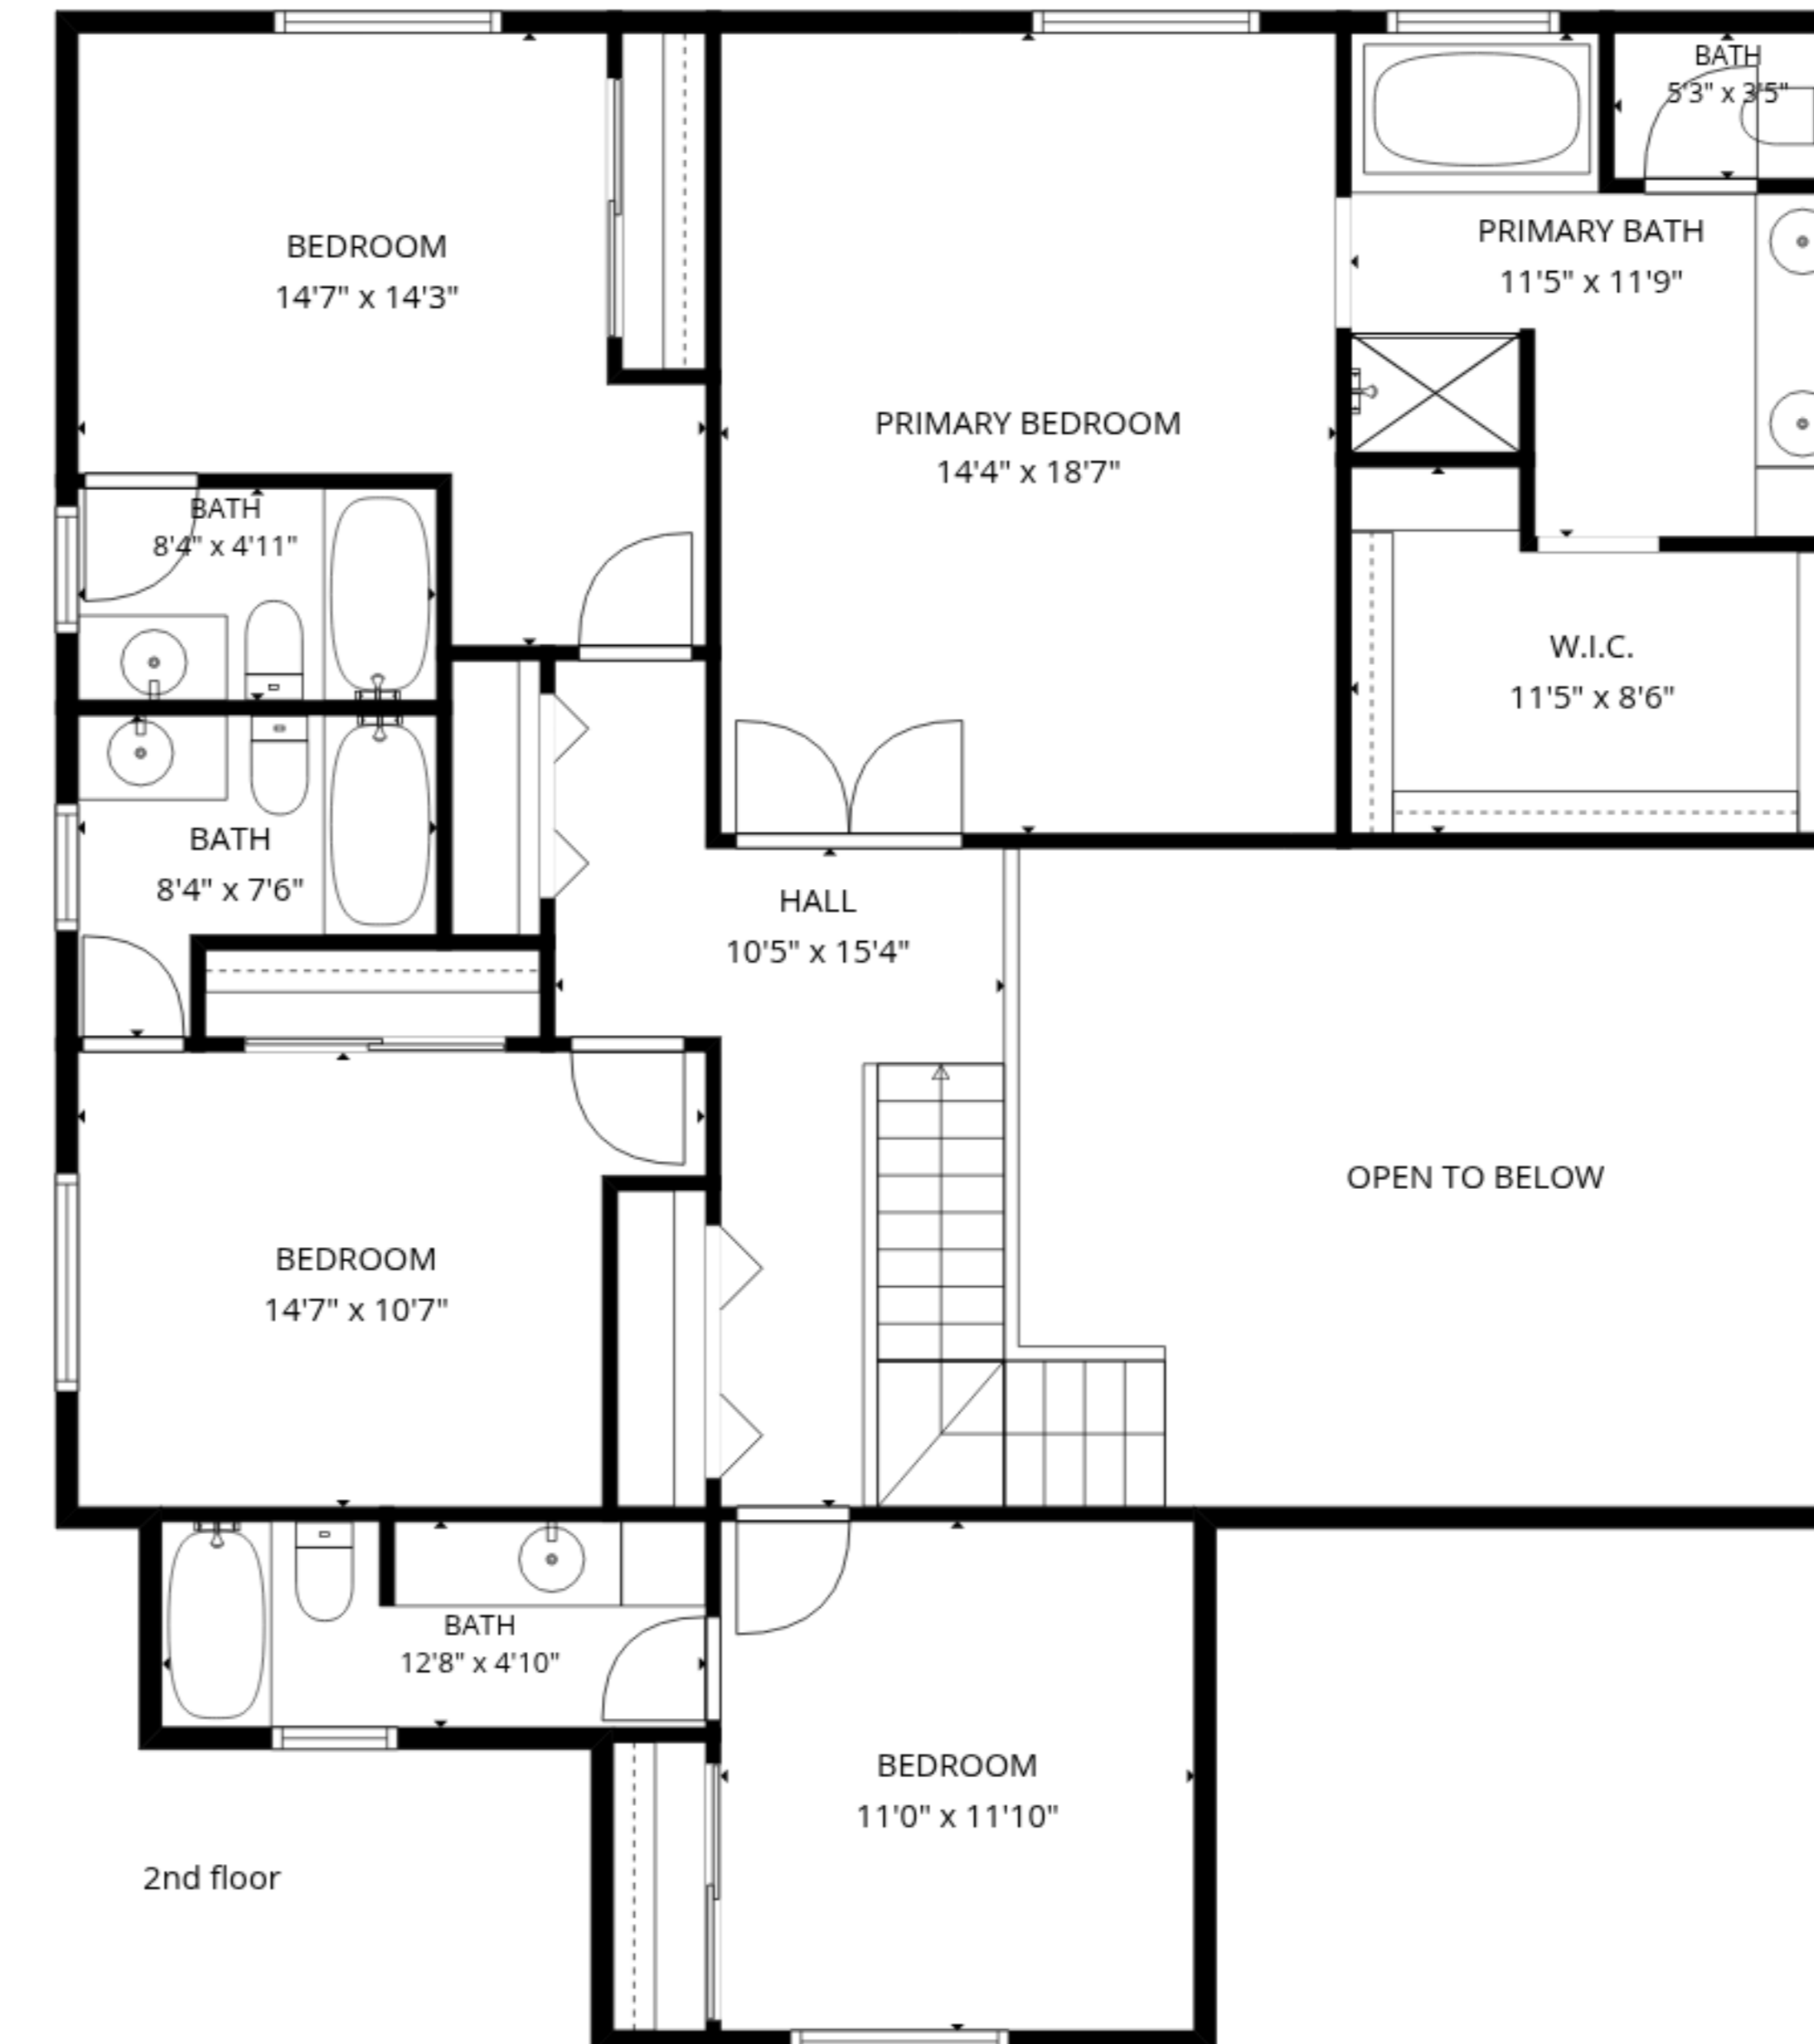 BATH
5'3" x 3'5"
BEDROOM
14'7" x 14'3"
PRIMARY BATH
11'5" x 11'9"
PRIMARY BEDROOM
14'4" x 18'7"
BATH
8'4" x 4'11"
W.I.C.
11'5" x 8'6"
BATH
8'4" x 7'6"
HALL
10'5" x 15'4"
OPEN TO BELOW
BEDROOM
14'7" x 10'7"
BATH
12'8" x 4'10"
BEDROOM
11'0" x 11'10"
2nd floor